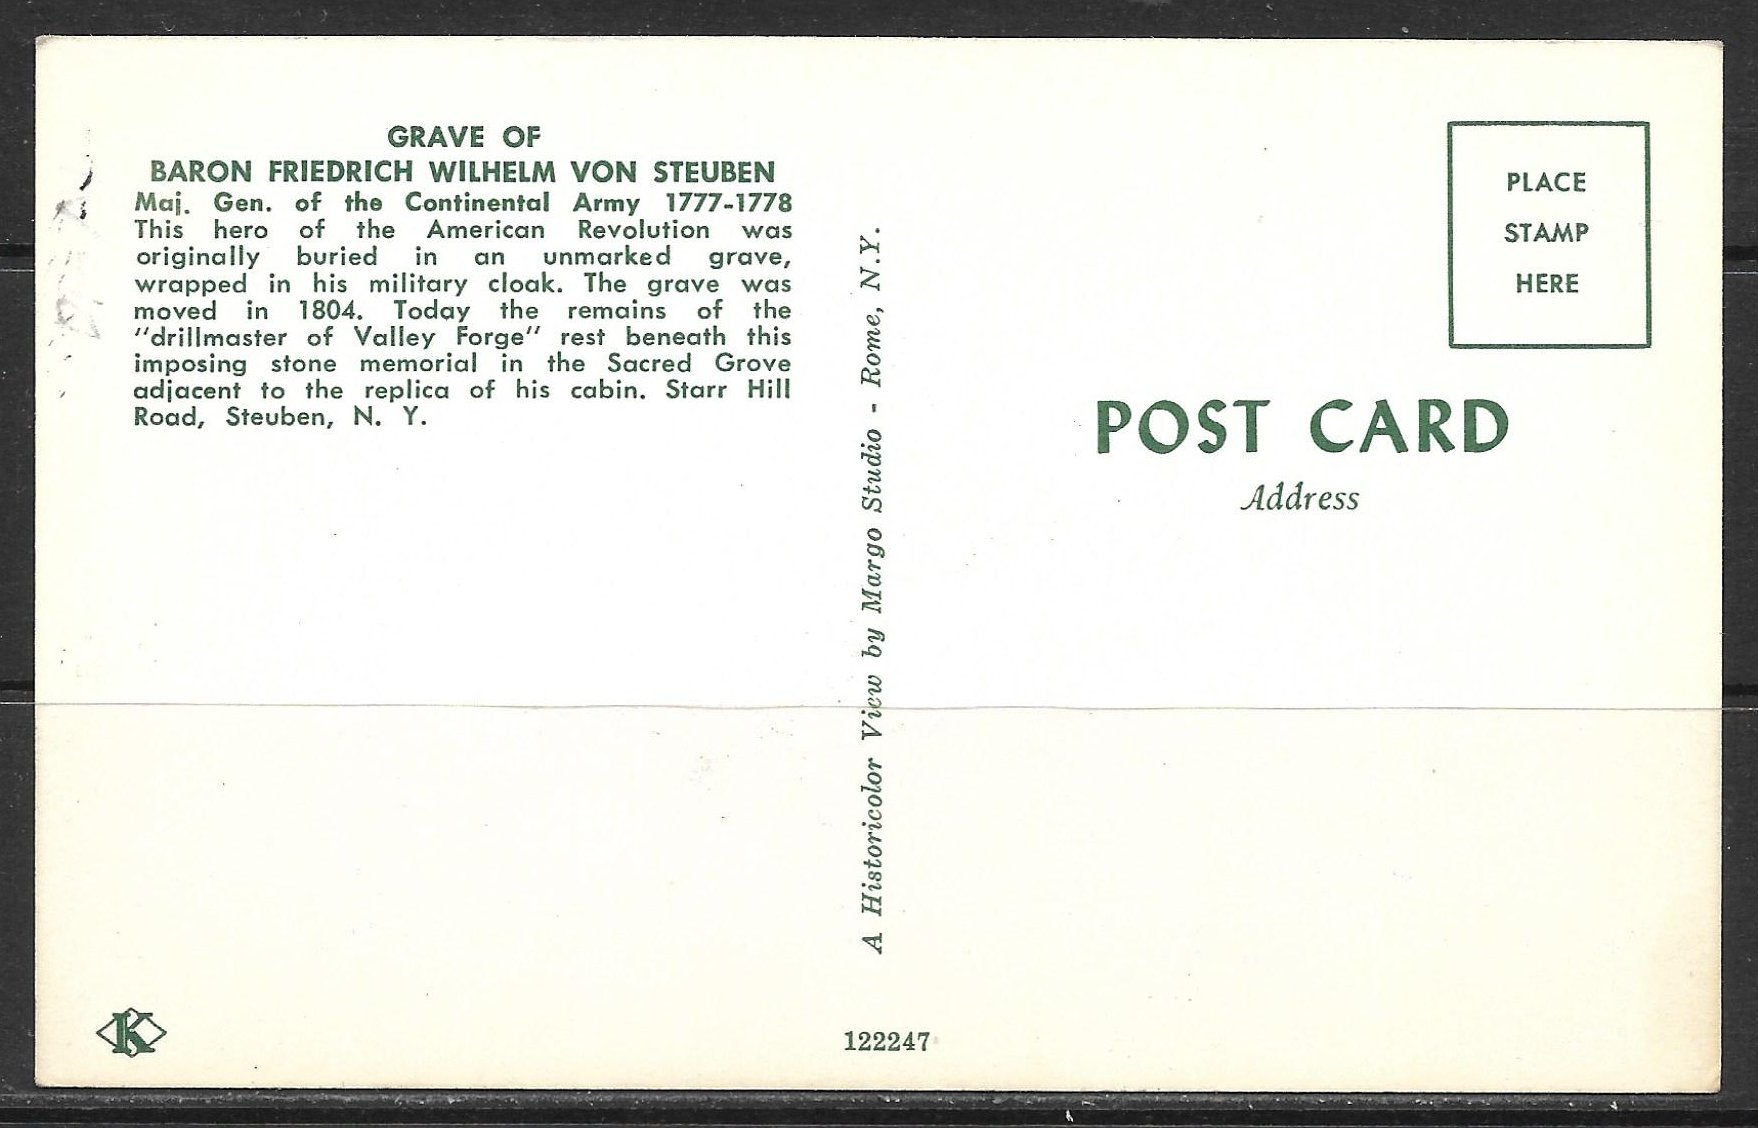 GRAVE OF
BARON FRIEDRICH WILHELM VON STEUBEN
Maj. Gen. of the Continental Army 1777-1778
This hero of the American Revolution was
originally buried in an unmarked grave,
wrapped in his military cloak. The grave was
moved in 1804. Today the remains of the
"drillmaster of Valley Forge" rest beneath this
imposing stone memorial in the Sacred Grove
adjacent to the replica of his cabin. Starr Hill
Road, Steuben, N. Y.
A Historicolor View by Margo Studio - Rome, N.Y.
PLACE
STAMP
HERE
POST CARD
Address
K
122247